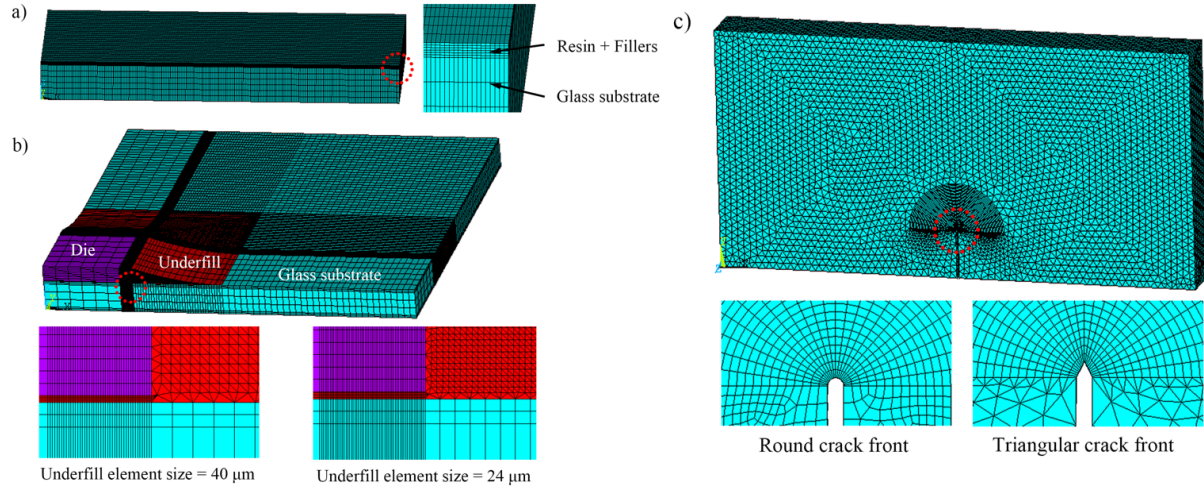 a)
Resin + Fillers
Glass substrate
b)
Die
Underfill
Glass substrate
Underfill element size = 40 μm
Underfill element size = 24 μm
c)
Z
Round crack front
Triangular crack front